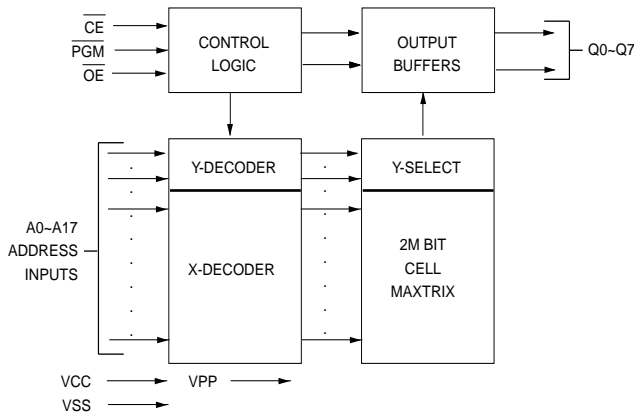 CE
PGM
OE
CONTROL
LOGIC
OUTPUT
BUFFERS
Q0~Q7
A0~A17
ADDRESS
INPUTS
Y-DECODER
X-DECODER
Y-SELECT
2M BIT
CELL
MAXTRIX
VCC
VPP
VSS